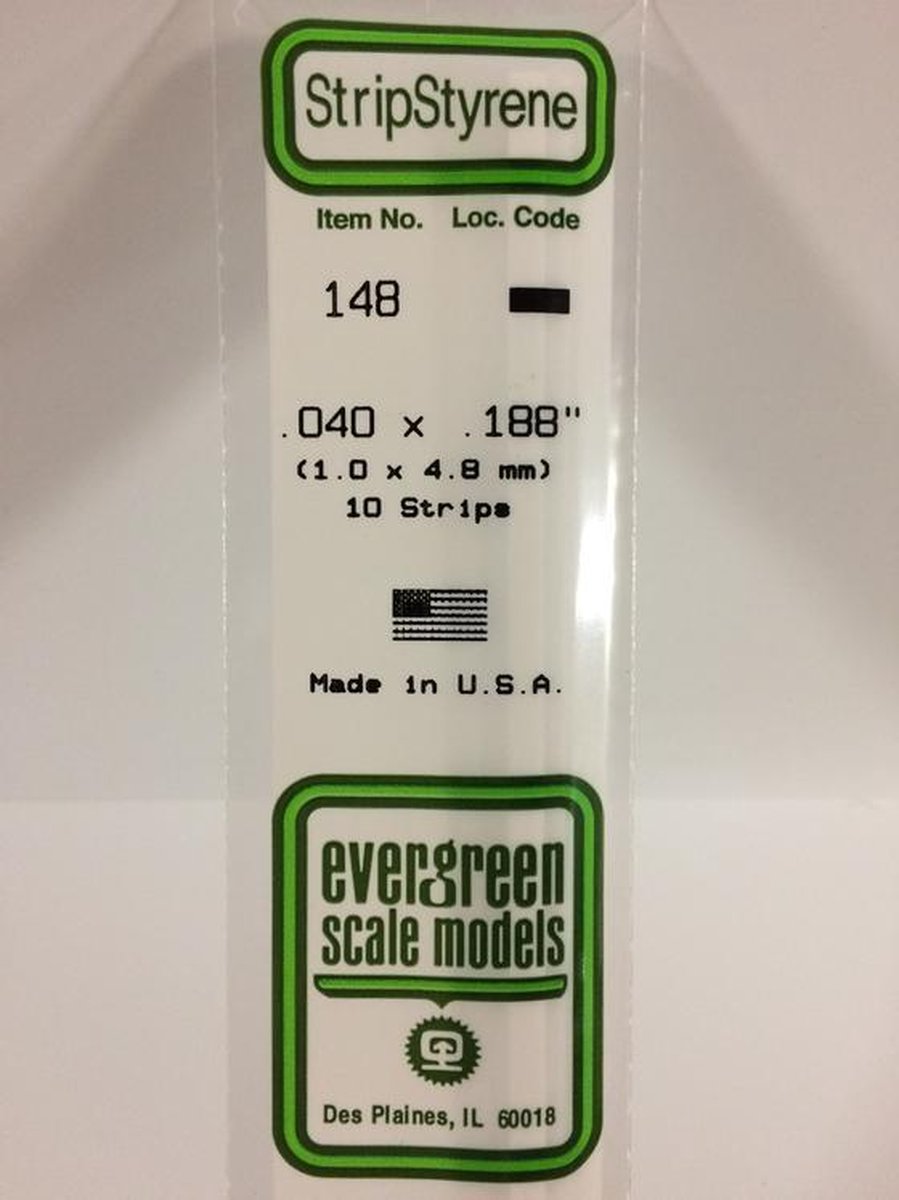 StripStyrene
Item No. Loc. Code
148
.040 x .188"
(1.0 x 4.8 mm)
10 Strips
Made in U.S.A.
evergreen
scale models
Des Plaines, IL 60018